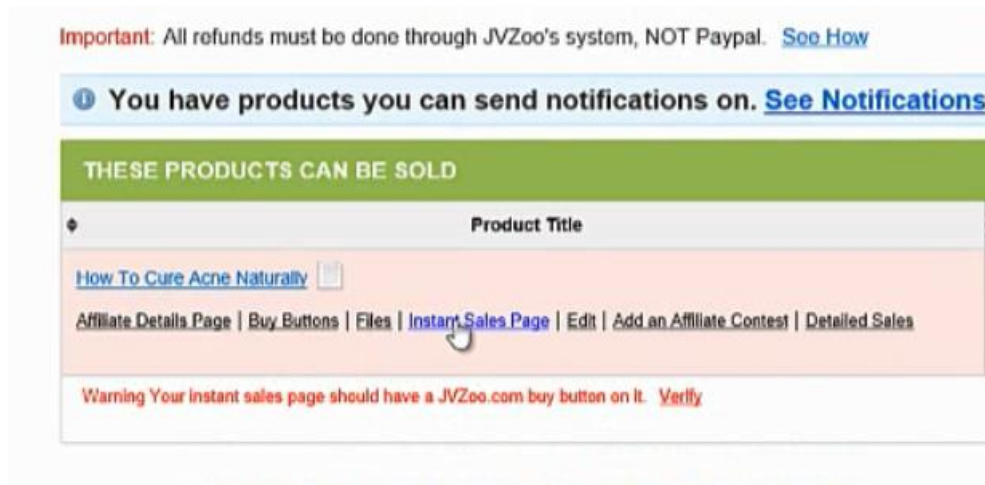 Important: All refunds must be done through JVZoo's system, NOT Paypal. See How
You have products you can send notifications on. See Notifications
THESE PRODUCTS CAN BE SOLD
Product Title
How To Cure Acne Naturally
Affiliate Details Page | Buy Buttons | Files | Instant Sales Page | Edit | Add an Affiliate Contest | Detailed Sales
Warning Your instant sales page should have a JVZoo.com buy button on it. Verify